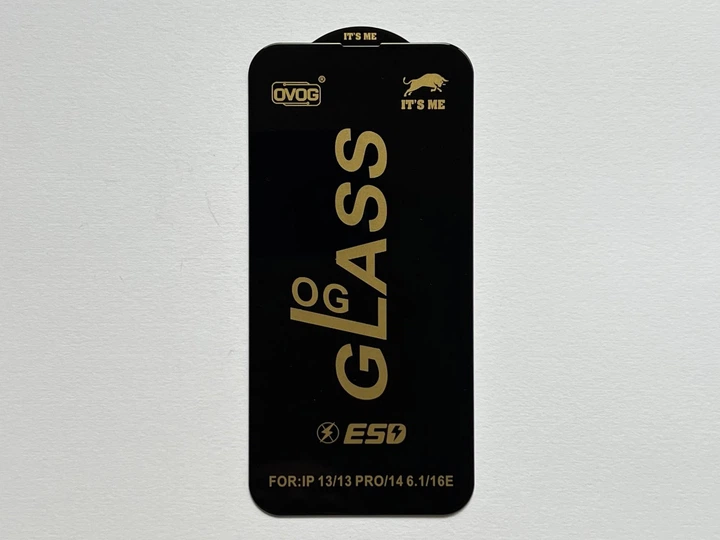 IT'S ME
OVOG®
IT'S ME
OG
GLASS
ESD
FOR:IP 13/13 PRO/14 6.1/16E